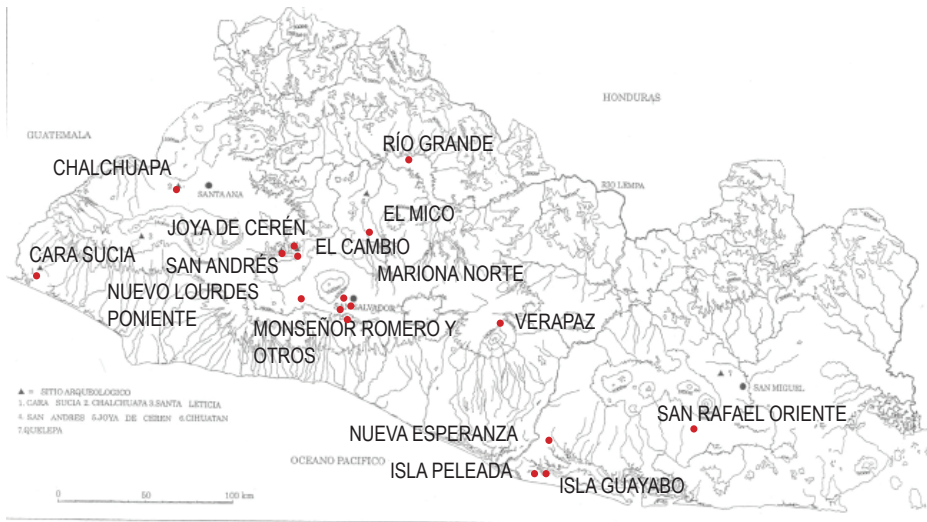 HONDURAS
GUATEMALA
RÍO GRANDE
CHALCHUAPA
SANTA ANA
RIO LEMPA
EL MICO
JOYA DE CERÉN
EL CAMBIO
CARA SUCIA
SAN ANDRÉS
MARIONA NORTE
NUEVO LOURDES
PONIENTE
SAN SALVADOR
MONSEÑOR ROMERO Y
OTROS
VERAPAZ
▲ = SITIO ARQUEOLOGICO
1. CARA SUCIA 2. CHALCHUAPA 3.SANTA LETICIA
4. SAN ANDRES 5.JOYA DE CEREN 6.CIHUATAN
7.QUELEPA
SAN MIGUEL
SAN RAFAEL ORIENTE
NUEVA ESPERANZA
OCEANO PACIFICO
ISLA PELEADA
ISLA GUAYABO
0 50 100 km